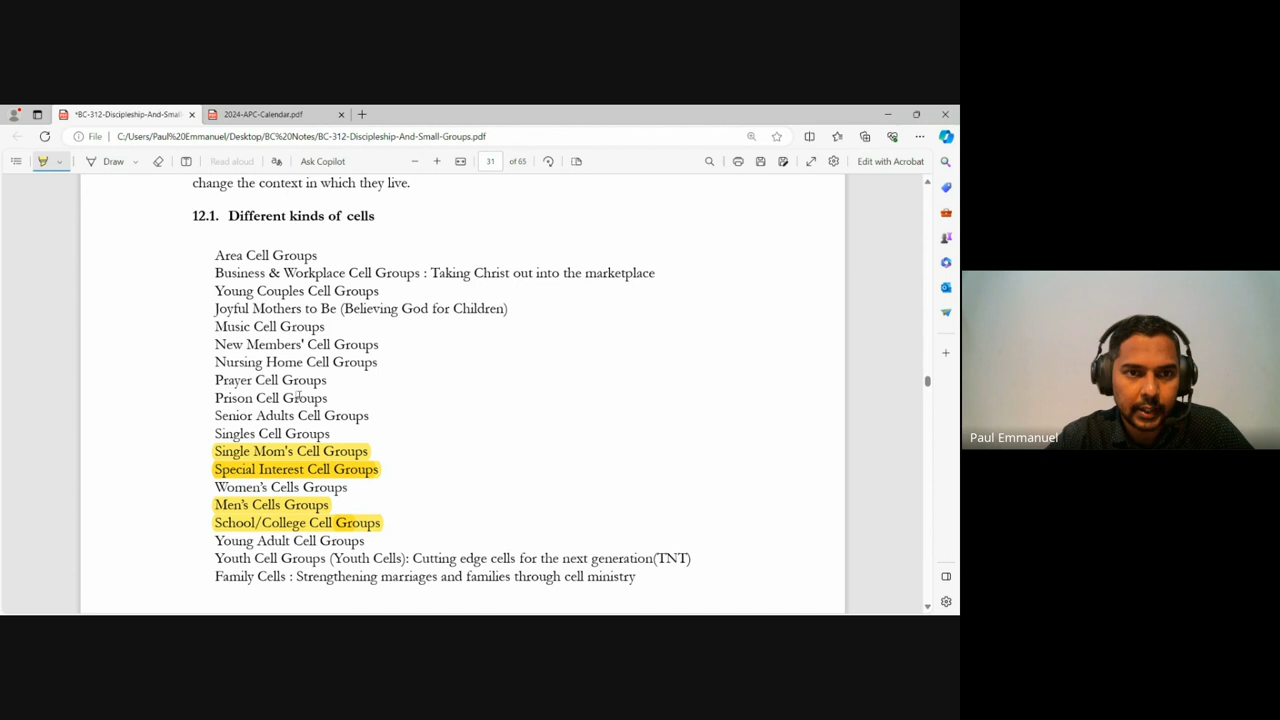 *BC-312-Discipleship-And-Smal
2024-APC-Calendar.pdf
File
C:/Users/Paul%20Emmanuel/Desktop/BC%20Notes/BC-312-Discipleship-And-Small-Groups.pdf
Draw
Read aloud
Ask Copilot
31
of 65
Edit with Acrobat
change the context in which they live.
12.1. Different kinds of cells
Area Cell Groups
Business & Workplace Cell Groups : Taking Christ out into the marketplace
Young Couples Cell Groups
Joyful Mothers to Be (Believing God for Children)
Music Cell Groups
New Members' Cell Groups
Nursing Home Cell Groups
Prayer Cell Groups
Prison Cell Groups
Senior Adults Cell Groups
Singles Cell Groups
Single Mom's Cell Groups
Special Interest Cell Groups
Women's Cells Groups
Men's Cells Groups
School/College Cell Groups
Young Adult Cell Groups
Youth Cell Groups (Youth Cells): Cutting edge cells for the next generation(TNT)
Family Cells : Strengthening marriages and families through cell ministry
Paul Emmanuel